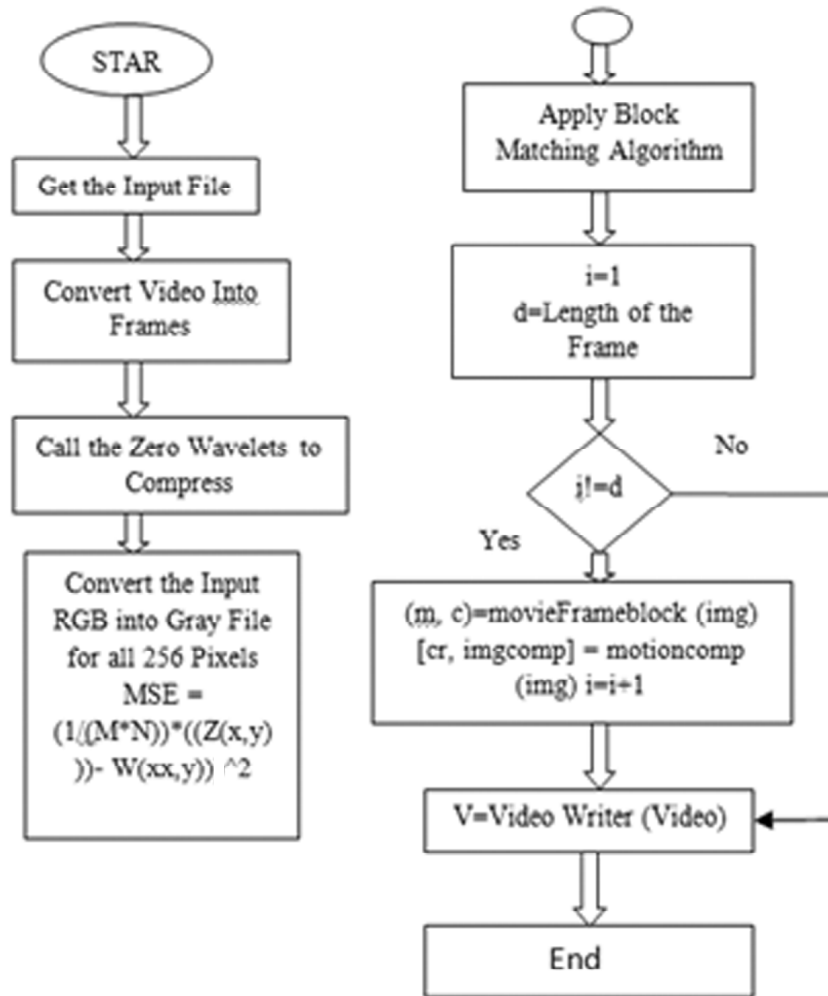 STAR
Get the Input File
Convert Video Into
Frames
Call the Zero Wavelets to
Compress
Convert the Input
RGB into Gray File
for all 256 Pixels
MSE =
(1/(M*N))*((Z(x,y)
))- W(xx,y)) ^2
Apply Block
Matching Algorithm
i=1
d=Length of the
Frame
No
i!=d
Yes
(m, c)=movieFrameblock (img)
[cr, imgcomp] = motioncomp
(img) i=i+1
V=Video Writer (Video)
End